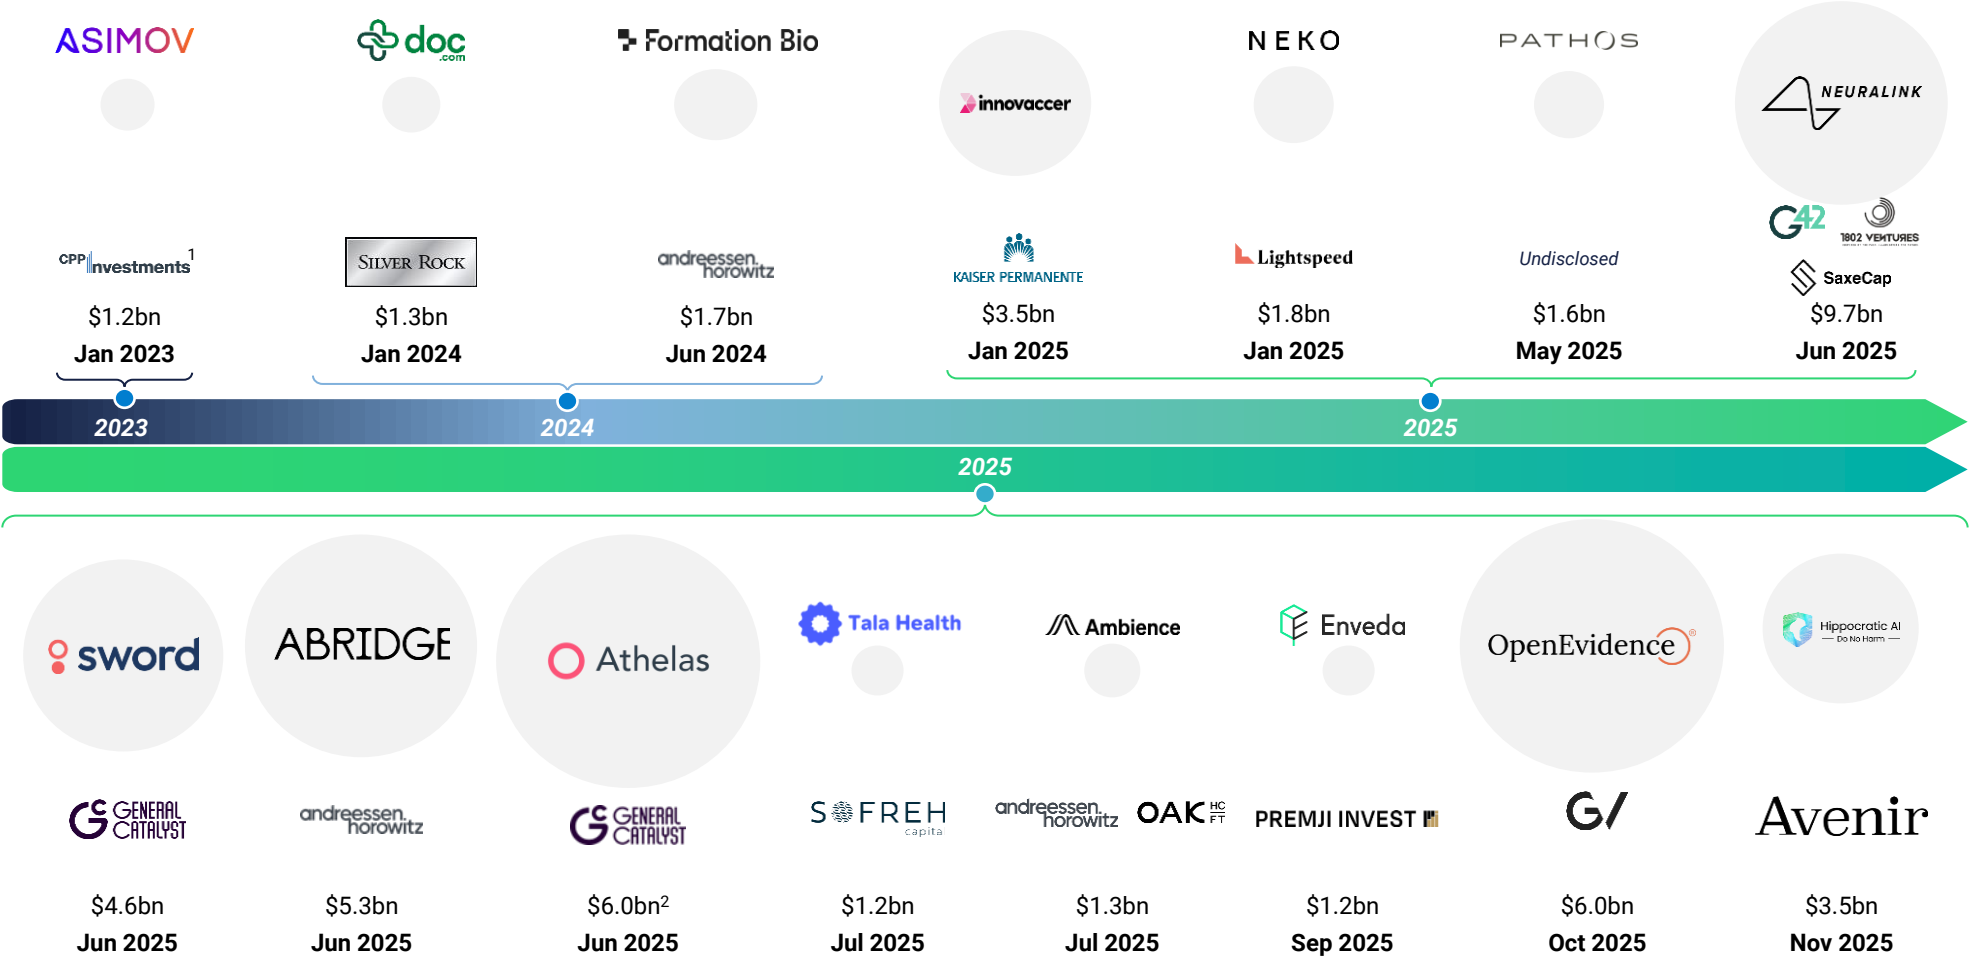 ASIMOV
doc
.com
Formation Bio
innovaccer
NEKO
PATHOS
NEURALINK
CPP Investments1
SILVER ROCK
andreessen.
horowitz
KAISER PERMANENTE
Lightspeed
Undisclosed
G42
1802 VENTURES
SaxeCap
$1.2bn
Jan 2023
$1.3bn
Jan 2024
$1.7bn
Jun 2024
$3.5bn
Jan 2025
$1.8bn
Jan 2025
$1.6bn
May 2025
$9.7bn
Jun 2025
2023
2024
2025
2025
sword
ABRIDGE
Athelas
Tala Health
Ambience
Enveda
OpenEvidence®
Hippocratic AI
Do No Harm
GENERAL
CATALYST
andreessen.
horowitz
GENERAL
CATALYST
SOFREH
capital
andreessen.
horowitz
OAK HC
FT
PREMJI INVEST
G/
Avenir
$4.6bn
Jun 2025
$5.3bn
Jun 2025
$6.0bn2
Jun 2025
$1.2bn
Jul 2025
$1.3bn
Jul 2025
$1.2bn
Sep 2025
$6.0bn
Oct 2025
$3.5bn
Nov 2025